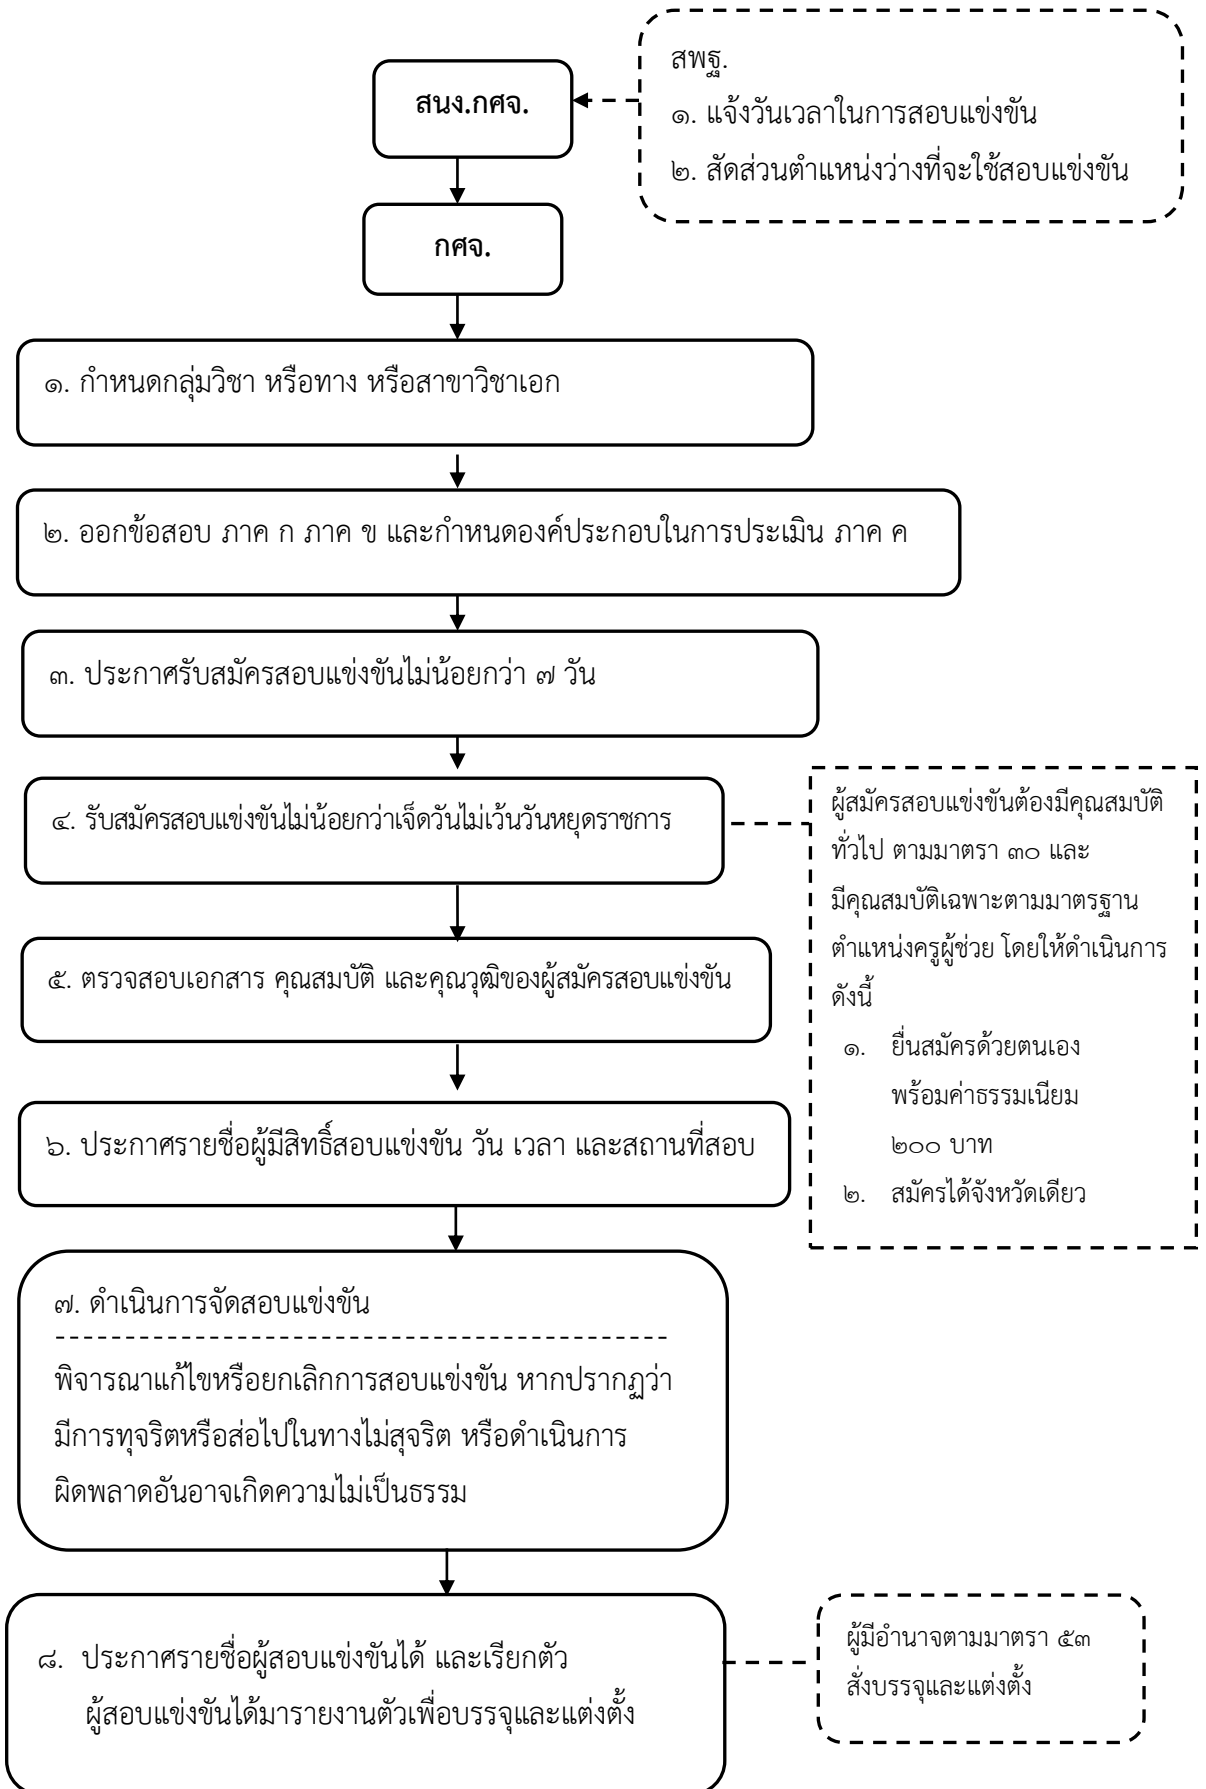 สพฐ.
๑. แจ้งวันเวลาในการสอบแข่งขัน
๒. สัดส่วนตำแหน่งว่างที่จะใช้สอบแข่งขัน
สนง.กศจ.
กศจ.
๑. กำหนดกลุ่มวิชา หรือทาง หรือสาขาวิชาเอก
๒. ออกข้อสอบ ภาค ก ภาค ข และกำหนดองค์ประกอบในการประเมิน ภาค ค
๓. ประกาศรับสมัครสอบแข่งขันไม่น้อยกว่า ๗ วัน
๔. รับสมัครสอบแข่งขันไม่น้อยกว่าเจ็ดวันไม่เว้นวันหยุดราชการ
ผู้สมัครสอบแข่งขันต้องมีคุณสมบัติ
ทั่วไป ตามมาตรา ๓๐ และ
มีคุณสมบัติเฉพาะตามมาตรฐาน
ตำแหน่งครูผู้ช่วย โดยให้ดำเนินการ
ดังนี้
๑. ยื่นสมัครด้วยตนเอง
พร้อมค่าธรรมเนียม
๒๐๐ บาท
๒. สมัครได้จังหวัดเดียว
๕. ตรวจสอบเอกสาร คุณสมบัติ และคุณวุฒิของผู้สมัครสอบแข่งขัน
๖. ประกาศรายชื่อผู้มีสิทธิ์สอบแข่งขัน วัน เวลา และสถานที่สอบ
๗. ดำเนินการจัดสอบแข่งขัน
--------------------------------------------
พิจารณาแก้ไขหรือยกเลิกการสอบแข่งขัน หากปรากฏว่า
มีการทุจริตหรือส่อไปในทางไม่สุจริต หรือดำเนินการ
ผิดพลาดอันอาจเกิดความไม่เป็นธรรม
๘. ประกาศรายชื่อผู้สอบแข่งขันได้ และเรียกตัว
ผู้สอบแข่งขันได้มารายงานตัวเพื่อบรรจุและแต่งตั้ง
ผู้มีอำนาจตามมาตรา ๕๓
สั่งบรรจุและแต่งตั้ง